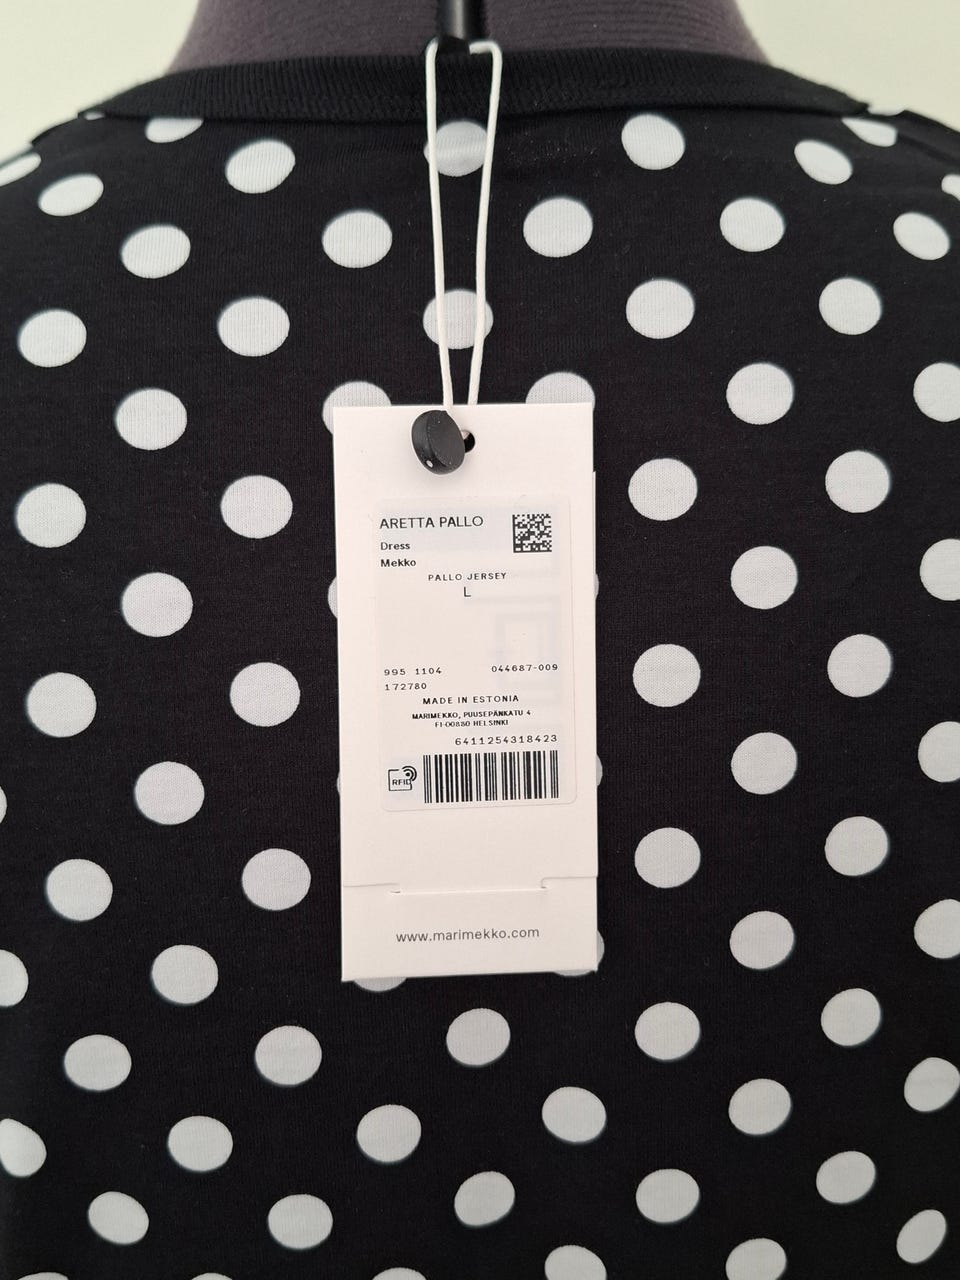 ARETTA PALLO
Dress
Mekko
PALLO JERSEY
L
995 1104 044687-009
172780
MADE IN ESTONIA
MARIMEKKO, PUUSEPÄNKATU 4
FI-00880 HELSINKI
6411254318423
RFID
www.marimekko.com